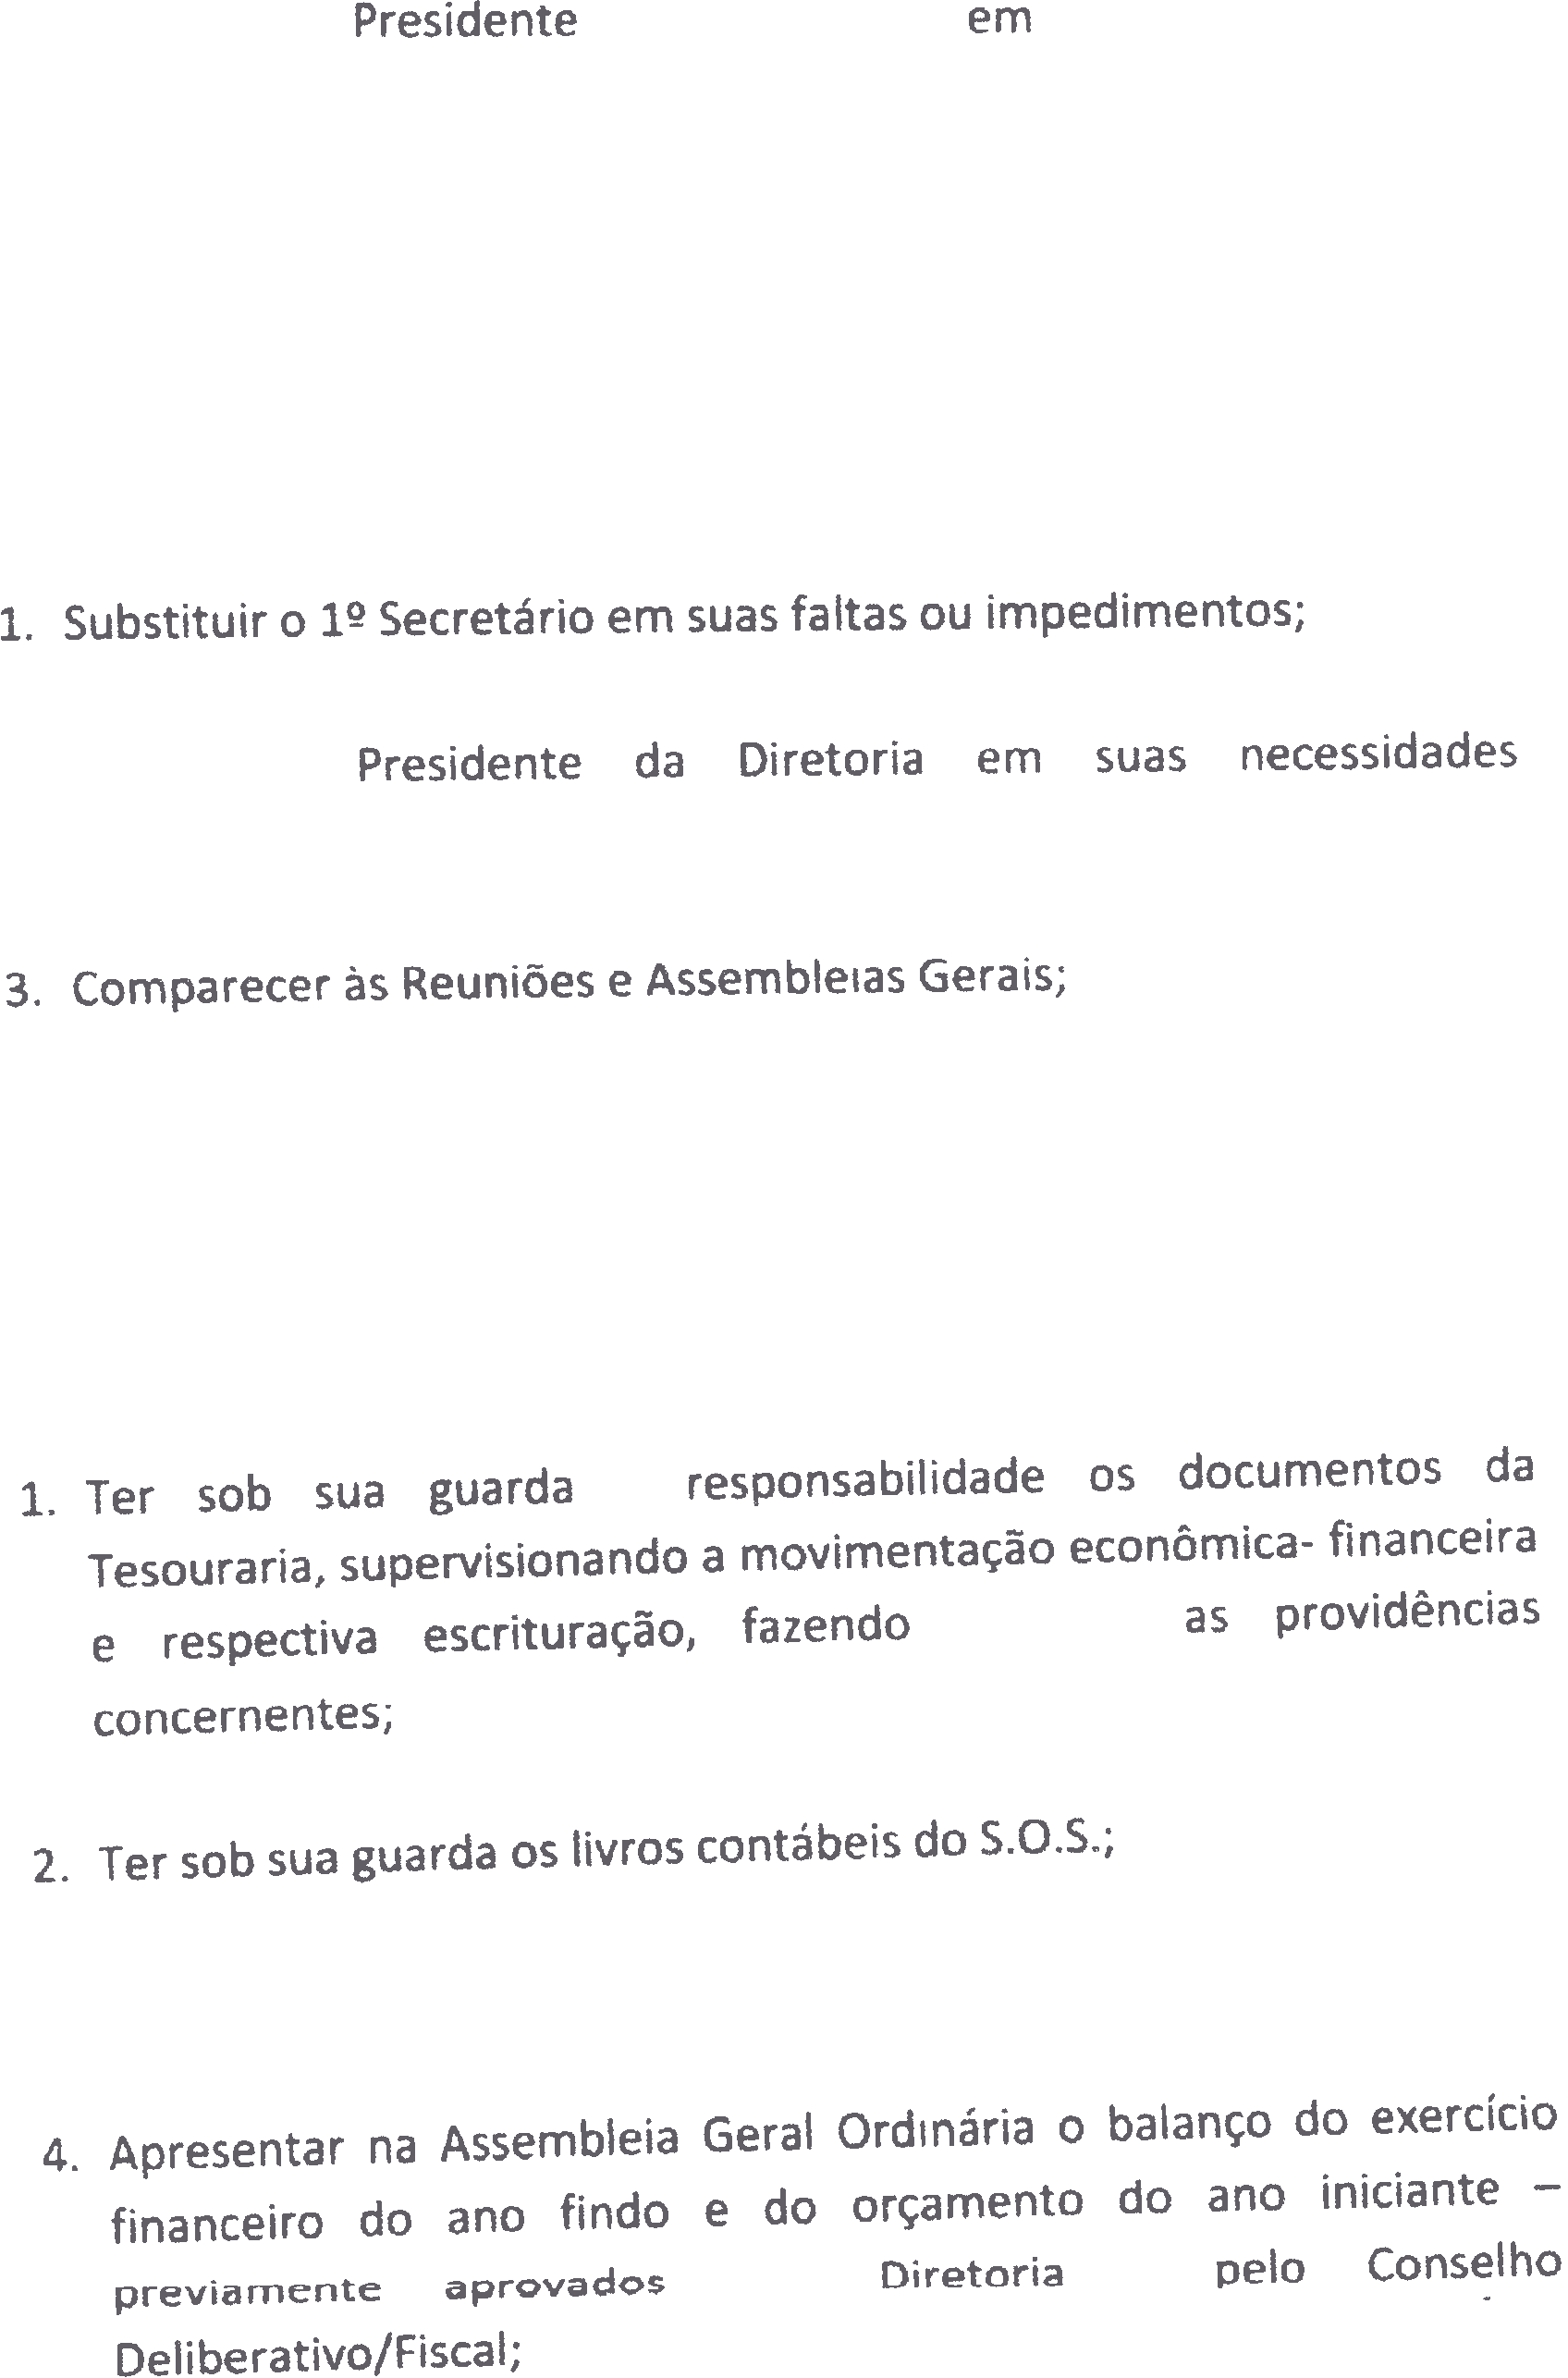 Presidente em
1. Substituir o 1º Secretário em suas faltas ou impedimentos;
Presidente da Diretoria em suas necessidades
3. Comparecer às Reuniões e Assembleias Gerais;
1. Ter sob sua guarda responsabilidade os documentos da
Tesouraria, supervisionando a movimentação econômica- financeira
e respectiva escrituração, fazendo as providências
concernentes;
2. Ter sob sua guarda os livros contábeis do S.O.S.;
4. Apresentar na Assembleia Geral Ordinária o balanço do exercício
financeiro do ano findo e do orçamento do ano iniciante –
previamente aprovados Diretoria pelo Conselho
Deliberativo/Fiscal;